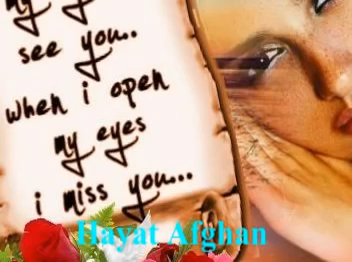 see you..
when i open
my eyes
i miss you...
Hayat Afghan